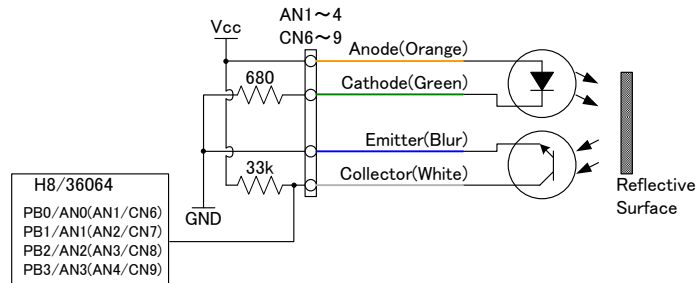 AN1～4
CN6～9
Vcc
Anode(Orange)
680
Cathode(Green)
Emitter(Blur)
33k
Collector(White)
GND
Reflective
Surface
H8/36064
PB0/AN0(AN1/CN6)
PB1/AN1(AN2/CN7)
PB2/AN2(AN3/CN8)
PB3/AN3(AN4/CN9)